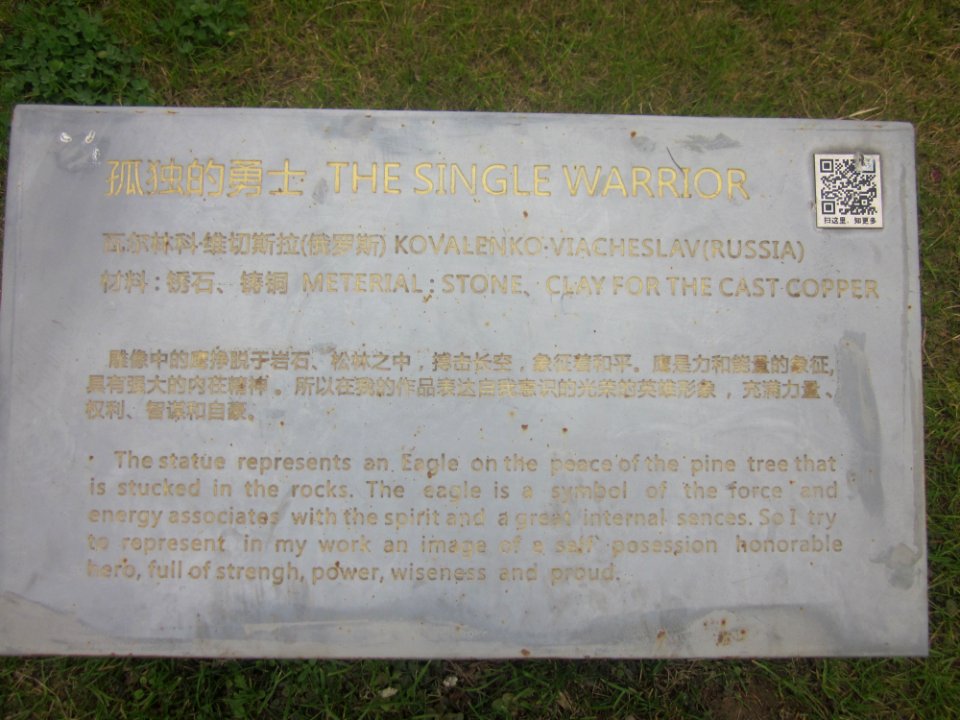 孤独的勇士 THE SINGLE WARRIOR
扫这里、知更多
瓦尔林科·维切斯拉(俄罗斯) KOVALENKO·VIACHESLAV(RUSSIA)
材料：锈石、铸铜 METERIAL：STONE、CLAY FOR THE CAST COPPER
雕像中的鹰挣脱于岩石、松林之中，搏击长空，象征着和平。鹰是力和能量的象征,
具有强大的内在精神。所以在我的作品表达自我意识的光荣的英雄形象，充满力量、
权利、智谋和自豪。
The statue represents an Eagle on the peace of the pine tree that
is stucked in the rocks. The eagle is a symbol of the force and
energy associates with the spirit and a great internal sences. So I try
to represent in my work an image of a self posession honorable
hero, full of strengh, power, wiseness and proud.